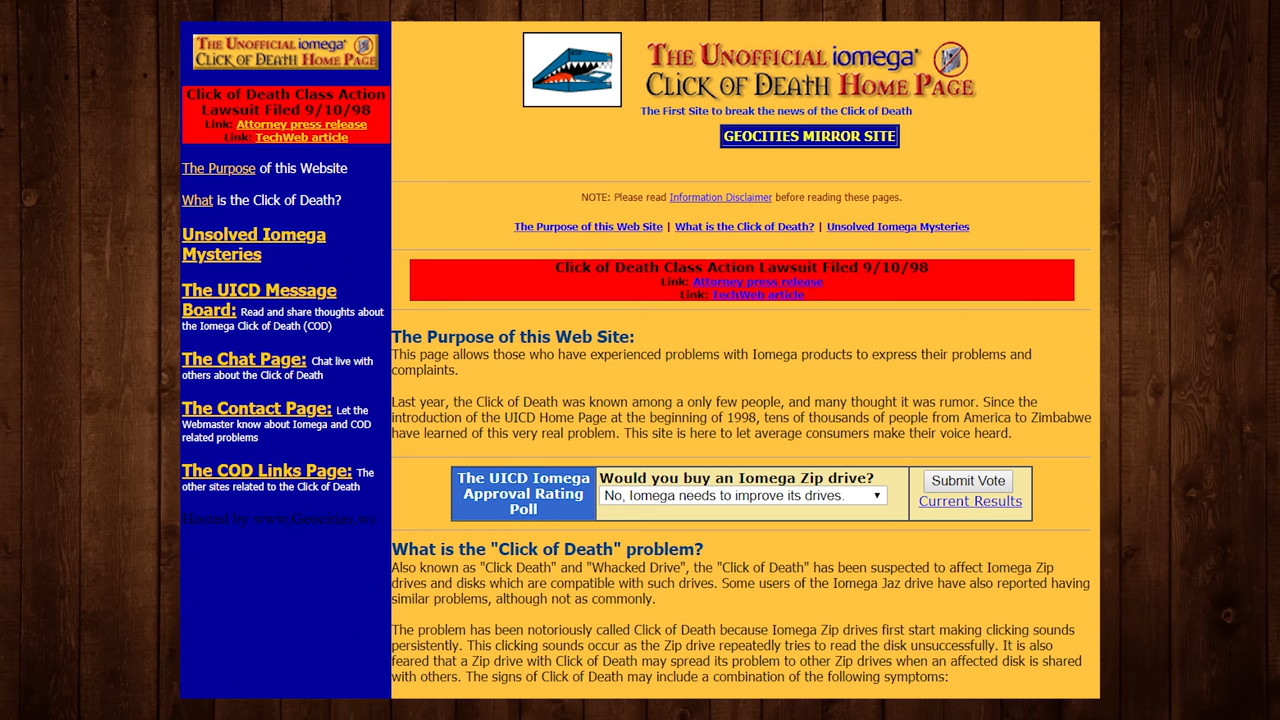 The Unofficial iomega
Click of Death Home Page
Click of Death Class Action
Lawsuit Filed 9/10/98
Link: Attorney press release
Link: TechWeb article
The Purpose of this Website
What is the Click of Death?
Unsolved Iomega
Mysteries
The UICD Message
Board: Read and share thoughts about
the Iomega Click of Death (COD)
The Chat Page: Chat live with
others about the Click of Death
The Contact Page: Let the
Webmaster know about Iomega and COD
related problems
The COD Links Page: The
other sites related to the Click of Death
Hosted by www.Geocities.ws
The Unofficial iomega
Click of Death Home Page
The First Site to break the news of the Click of Death
GEOCITIES MIRROR SITE
NOTE: Please read Information Disclaimer before reading these pages.
The Purpose of this Web Site | What is the Click of Death? | Unsolved Iomega Mysteries
Click of Death Class Action Lawsuit Filed 9/10/98
Link: Attorney press release
Link: TechWeb article
The Purpose of this Web Site:
This page allows those who have experienced problems with Iomega products to express their problems and
complaints.
Last year, the Click of Death was known among a only few people, and many thought it was rumor. Since the
introduction of the UICD Home Page at the beginning of 1998, tens of thousands of people from America to Zimbabwe
have learned of this very real problem. This site is here to let average consumers make their voice heard.
The UICD Iomega
Approval Rating
Poll
Would you buy an Iomega Zip drive?
No, Iomega needs to improve its drives.
Submit Vote
Current Results
What is the "Click of Death" problem?
Also known as "Click Death" and "Whacked Drive", the "Click of Death" has been suspected to affect Iomega Zip
drives and disks which are compatible with such drives. Some users of the Iomega Jaz drive have also reported having
similar problems, although not as commonly.
The problem has been notoriously called Click of Death because Iomega Zip drives first start making clicking sounds
persistently. This clicking sounds occur as the Zip drive repeatedly tries to read the disk unsuccessfully. It is also
feared that a Zip drive with Click of Death may spread its problem to other Zip drives when an affected disk is shared
with others. The signs of Click of Death may include a combination of the following symptoms: